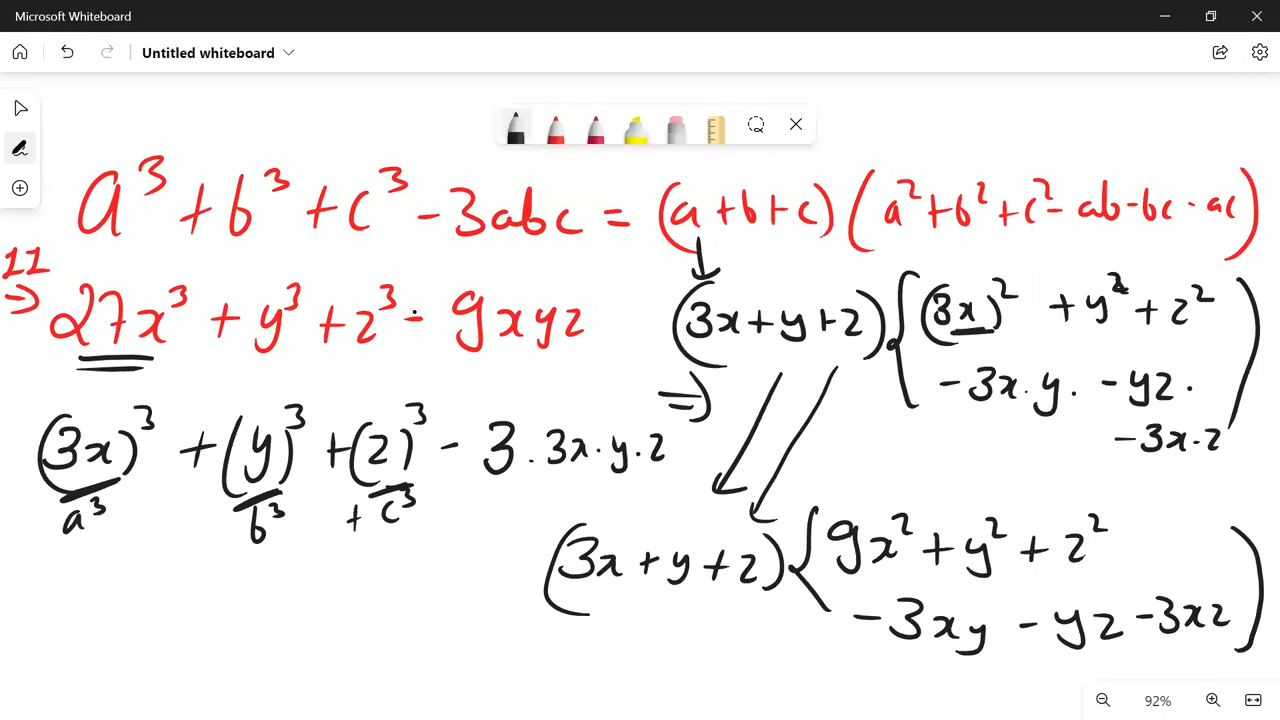 Microsoft Whiteboard
Untitled whiteboard
a³ + b³ + c³ - 3abc = (a + b + c) (a² + b² + c² - ab - bc - ac)
11
⇒ 27x³ + y³ + z³ - 9xyz
(3x + y + z) . { (3x)² + y² + z²
- 3x . y . - yz .
- 3x . z )
(3x)³ + (y)³ + (z)³ - 3 . 3x . y . z ⇒
a³ b³ + c³
(3x + y + z) { 9x² + y² + z²
- 3xy - yz - 3xz )
92%